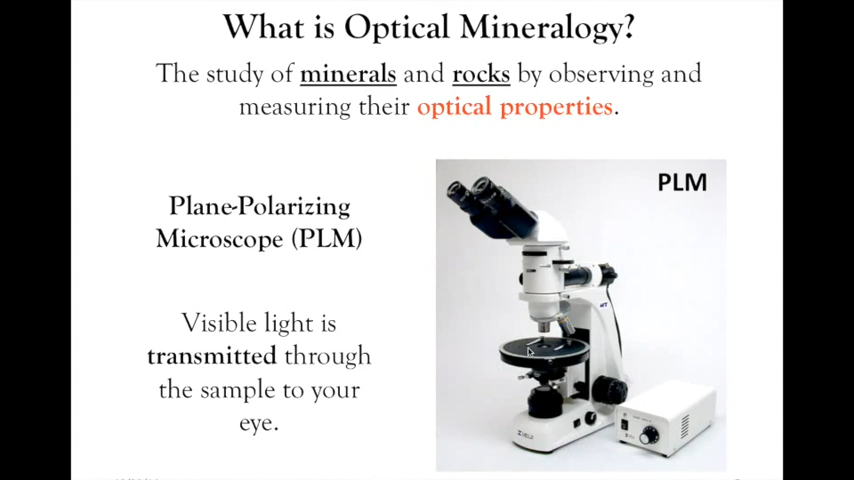 What is Optical Mineralogy?
The study of minerals and rocks by observing and
measuring their optical properties.
PLM
Plane-Polarizing
Microscope (PLM)
Visible light is
transmitted through
the sample to your
eye.